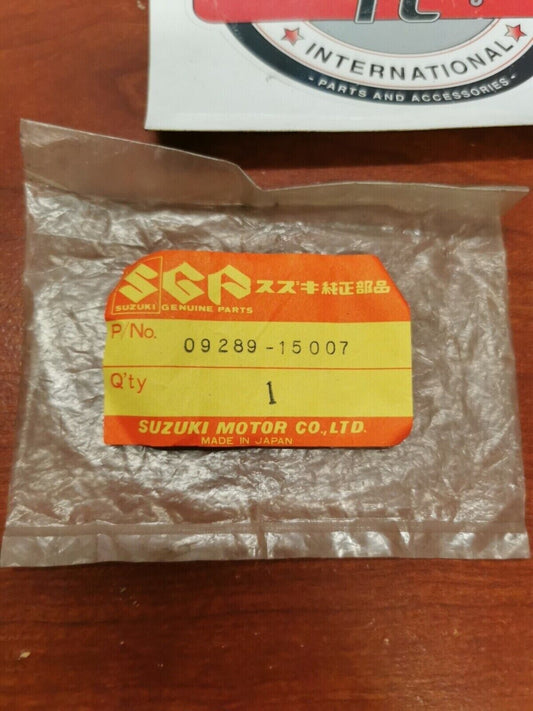 INTERNATIONAL
- PARTS AND ACCESSORIES -
SGP スズキ純正部品
SUZUKI GENUINE PARTS
P/No. 09289-15007
Q'ty 1
SUZUKI MOTOR CO.,LTD.
MADE IN JAPAN